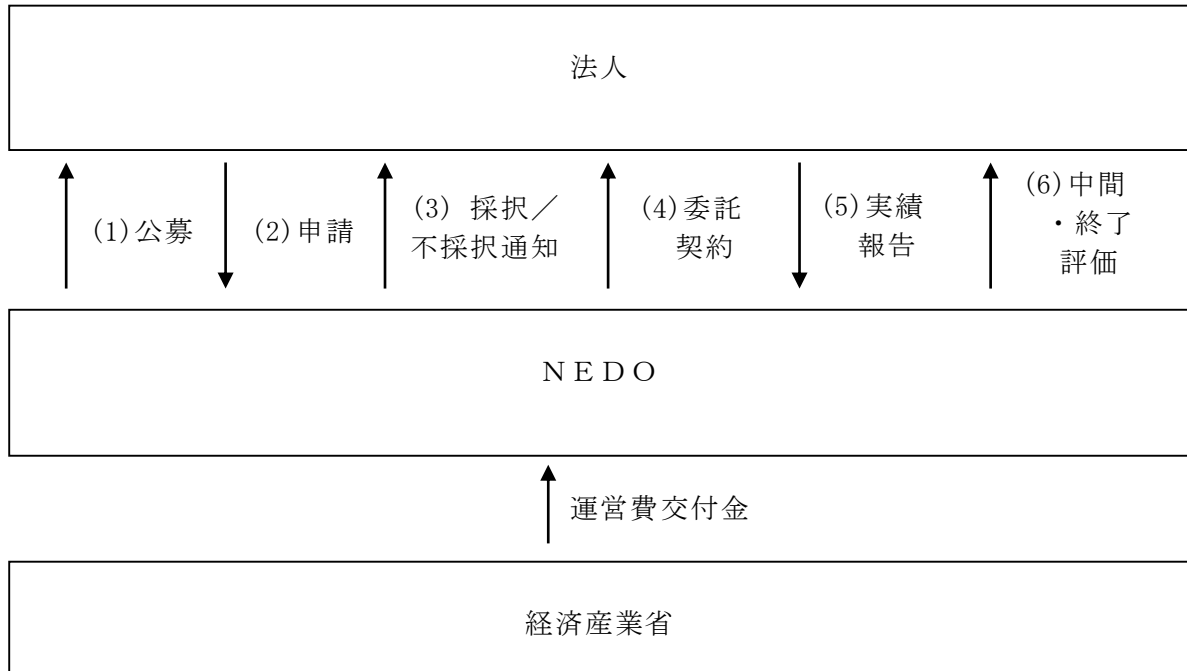 法人
(1)公募
(2)申請
(3) 採択／
不採択通知
(4)委託
契約
(5)実績
報告
(6)中間
・終了
評価
ＮＥＤＯ
運営費交付金
経済産業省